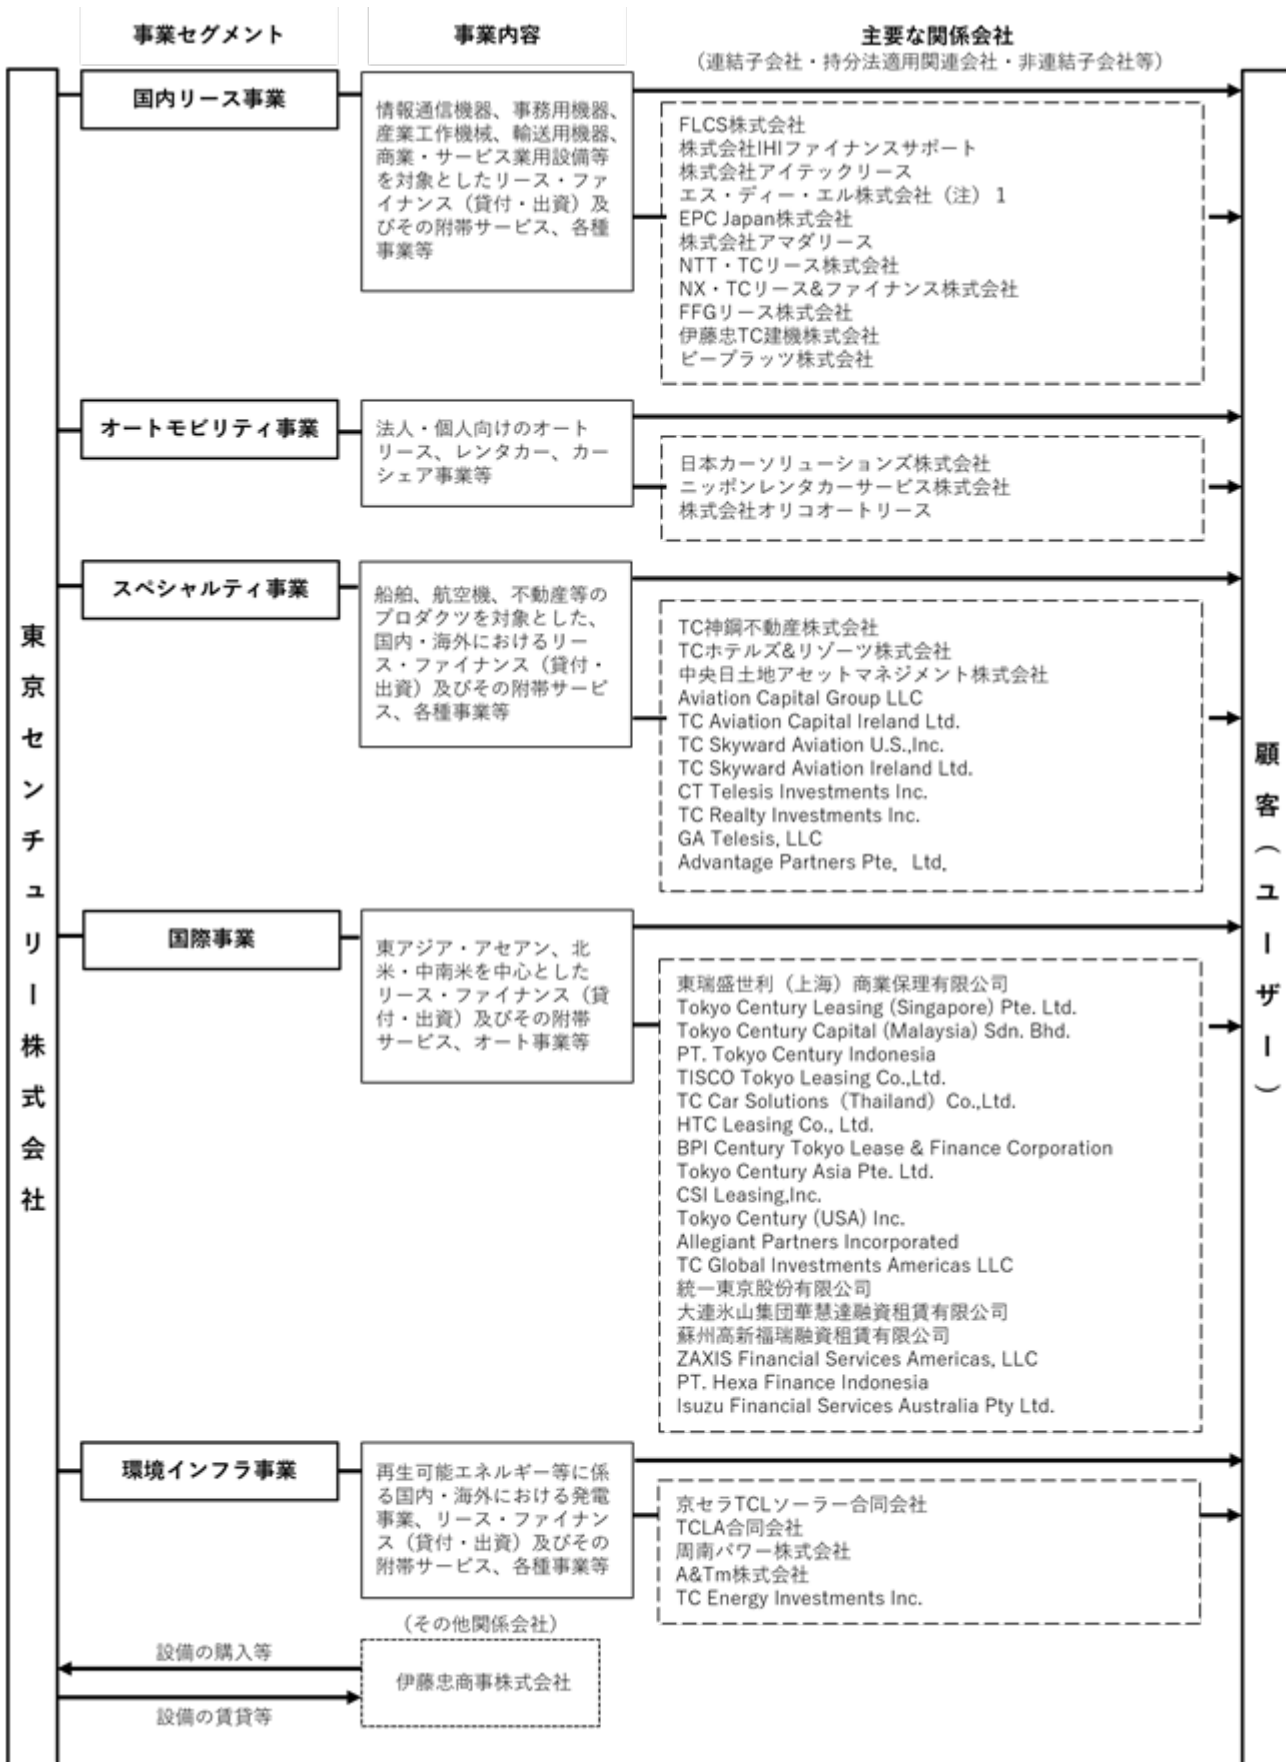 事業セグメント
事業内容
主要な関係会社
（連結子会社・持分法適用関連会社・非連結子会社等）
東京センチュリー株式会社
国内リース事業
情報通信機器、事務用機器、
産業工作機械、輸送用機器、
商業・サービス業用設備等
を対象としたリース・ファ
イナンス（貸付・出資）及
びその附帯サービス、各種
事業等
FLCS株式会社
株式会社IHIファイナンスサポート
株式会社アイテックリース
エス・ディー・エル株式会社（注）1
EPC Japan株式会社
株式会社アマダリース
NTT・TCリース株式会社
NX・TCリース&ファイナンス株式会社
FFGリース株式会社
伊藤忠TC建機株式会社
ビープラッツ株式会社
オートモビリティ事業
法人・個人向けのオート
リース、レンタカー、カー
シェア事業等
日本カーソリューションズ株式会社
ニッポンレンタカーサービス株式会社
株式会社オリコオートリース
スペシャルティ事業
船舶、航空機、不動産等の
プロダクツを対象とした、
国内・海外におけるリー
ス・ファイナンス（貸付・
出資）及びその附帯サービ
ス、各種事業等
TC神鋼不動産株式会社
TCホテルズ&リゾーツ株式会社
中央日土地アセットマネジメント株式会社
Aviation Capital Group LLC
TC Aviation Capital Ireland Ltd.
TC Skyward Aviation U.S.,Inc.
TC Skyward Aviation Ireland Ltd.
CT Telesis Investments Inc.
TC Realty Investments Inc.
GA Telesis, LLC
Advantage Partners Pte. Ltd.
国際事業
東アジア・アセアン、北
米・中南米を中心とした
リース・ファイナンス（貸
付・出資）及びその附帯
サービス、オート事業等
東瑞盛世利（上海）商業保理有限公司
Tokyo Century Leasing (Singapore) Pte. Ltd.
Tokyo Century Capital (Malaysia) Sdn. Bhd.
PT. Tokyo Century Indonesia
TISCO Tokyo Leasing Co.,Ltd.
TC Car Solutions（Thailand）Co.,Ltd.
HTC Leasing Co., Ltd.
BPI Century Tokyo Lease & Finance Corporation
Tokyo Century Asia Pte. Ltd.
CSI Leasing,Inc.
Tokyo Century (USA) Inc.
Allegiant Partners Incorporated
TC Global Investments Americas LLC
統一東京股份有限公司
大連氷山集団華慧達融資租賃有限公司
蘇州高新福瑞融資租賃有限公司
ZAXIS Financial Services Americas, LLC
PT. Hexa Finance Indonesia
Isuzu Financial Services Australia Pty Ltd.
環境インフラ事業
再生可能エネルギー等に係
る国内・海外における発電
事業、リース・ファイナン
ス（貸付・出資）及びその
附帯サービス、各種事業等
京セラTCLソーラー合同会社
TCLA合同会社
周南パワー株式会社
A&Tm株式会社
TC Energy Investments Inc.
（その他関係会社）
設備の購入等
伊藤忠商事株式会社
設備の賃貸等
顧客（ユーザー）